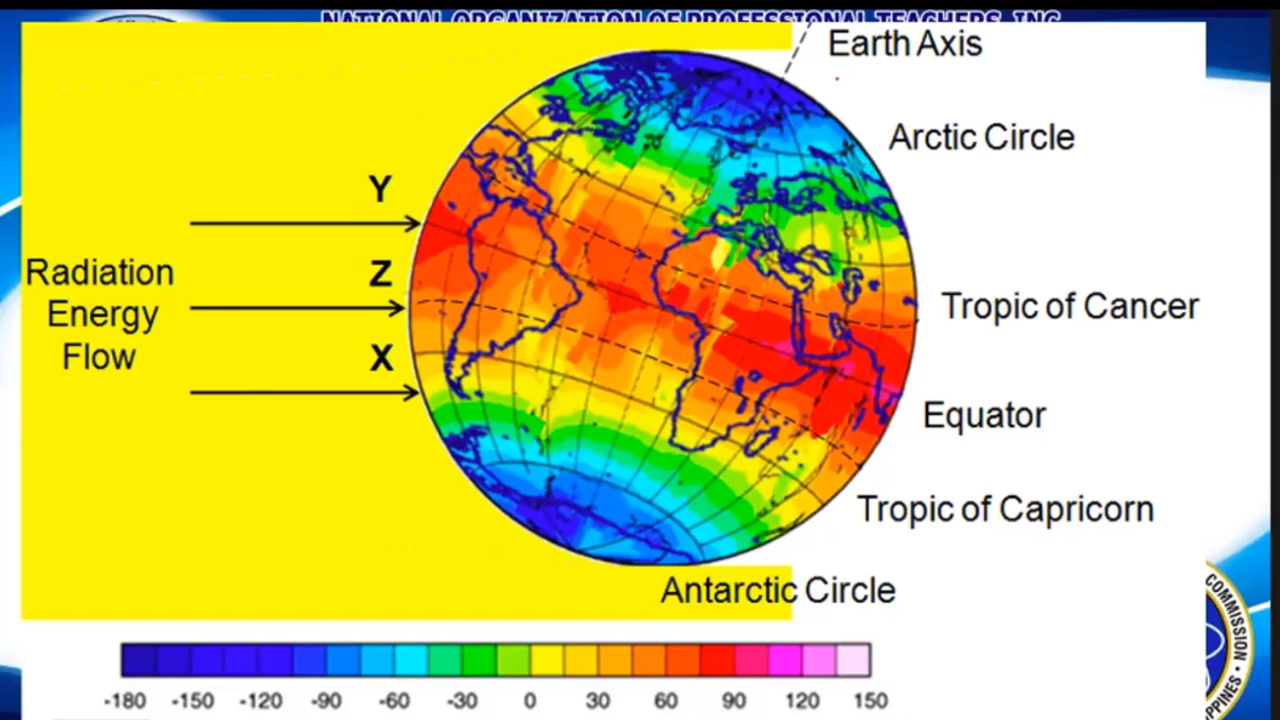 NATIONAL ORGANIZATION OF PROFESSIONAL TEACHERS, INC
Earth Axis
Arctic Circle
Y
Radiation
Energy
Flow
Z
X
Tropic of Cancer
Equator
Tropic of Capricorn
Antarctic Circle
-180 -150 -120 -90 -60 -30 0 30 60 90 120 150
COMMISSION